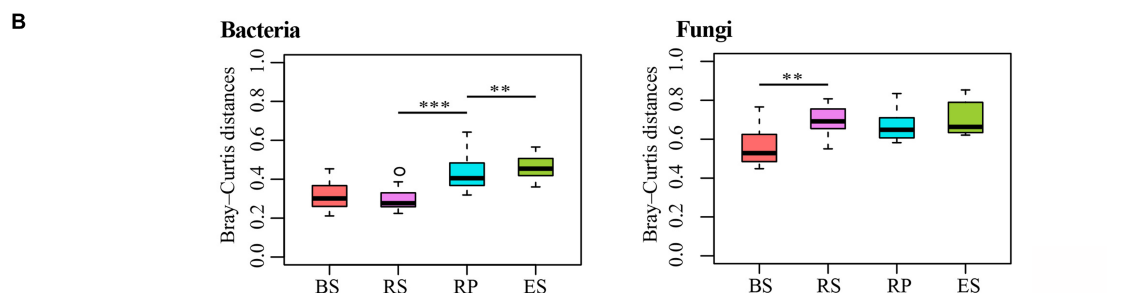 B
Bacteria
Bray–Curtis distances
1.0
0.8
0.6
0.4
0.2
0.0
***
**
BS RS RP ES
Fungi
Bray–Curtis distances
1.0
0.8
0.6
0.4
0.2
0.0
**
BS RS RP ES